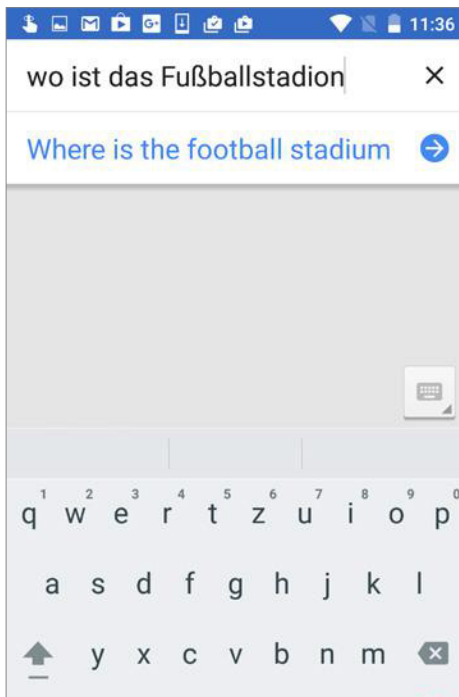 G+
11:36
wo ist das Fußballstadion
Where is the football stadium
1 2 3 4 5 6 7 8 9 0
q w e r t z u i o p
a s d f g h j k l
y x c v b n m